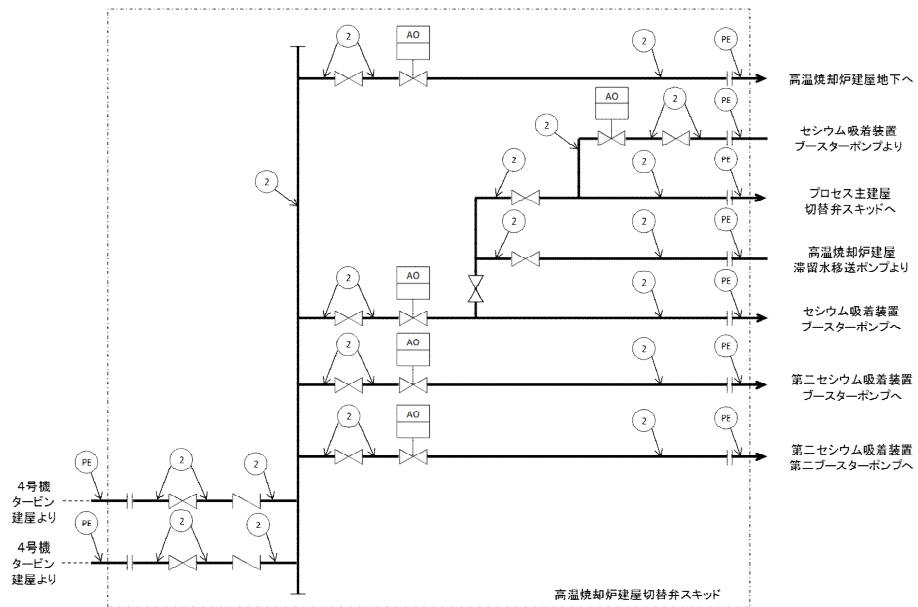 2
AO
2
PE
高温焼却炉建屋地下へ
AO
2
PE
2
セシウム吸着装置
ブースターポンプより
2
2
PE
プロセス主建屋
切替弁スキッドへ
2
2
2
PE
高温焼却炉建屋
滞留水移送ポンプより
2
AO
2
PE
セシウム吸着装置
ブースターポンプへ
2
AO
2
PE
第二セシウム吸着装置
ブースターポンプへ
2
AO
2
PE
第二セシウム吸着装置
第二ブースターポンプへ
PE
2
2
4号機
タービン
建屋より
PE
2
2
4号機
タービン
建屋より
高温焼却炉建屋切替弁スキッド